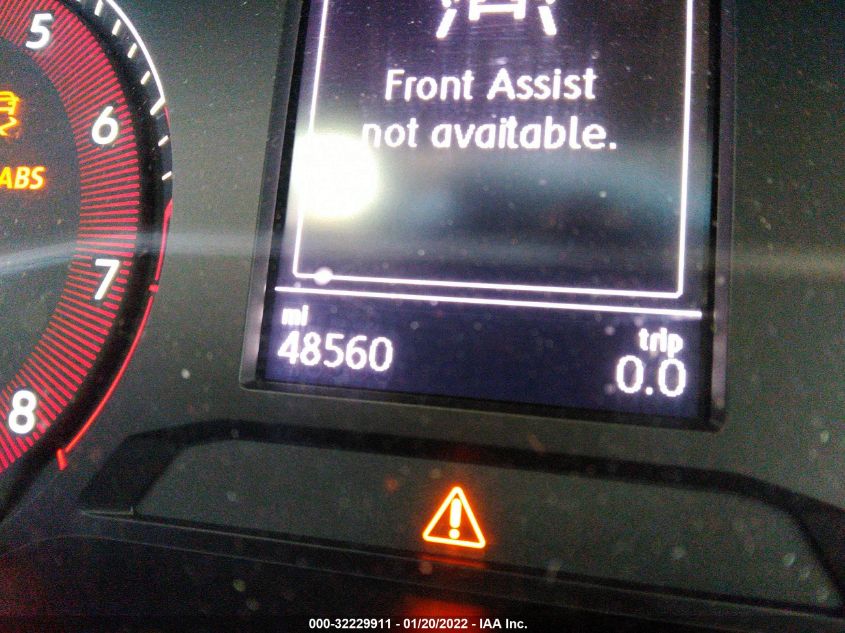 5
6
ABS
7
8
Front Assist
not available.
mi
48560
trip
0.0
000-32229911 - 01/20/2022 - IAA Inc.